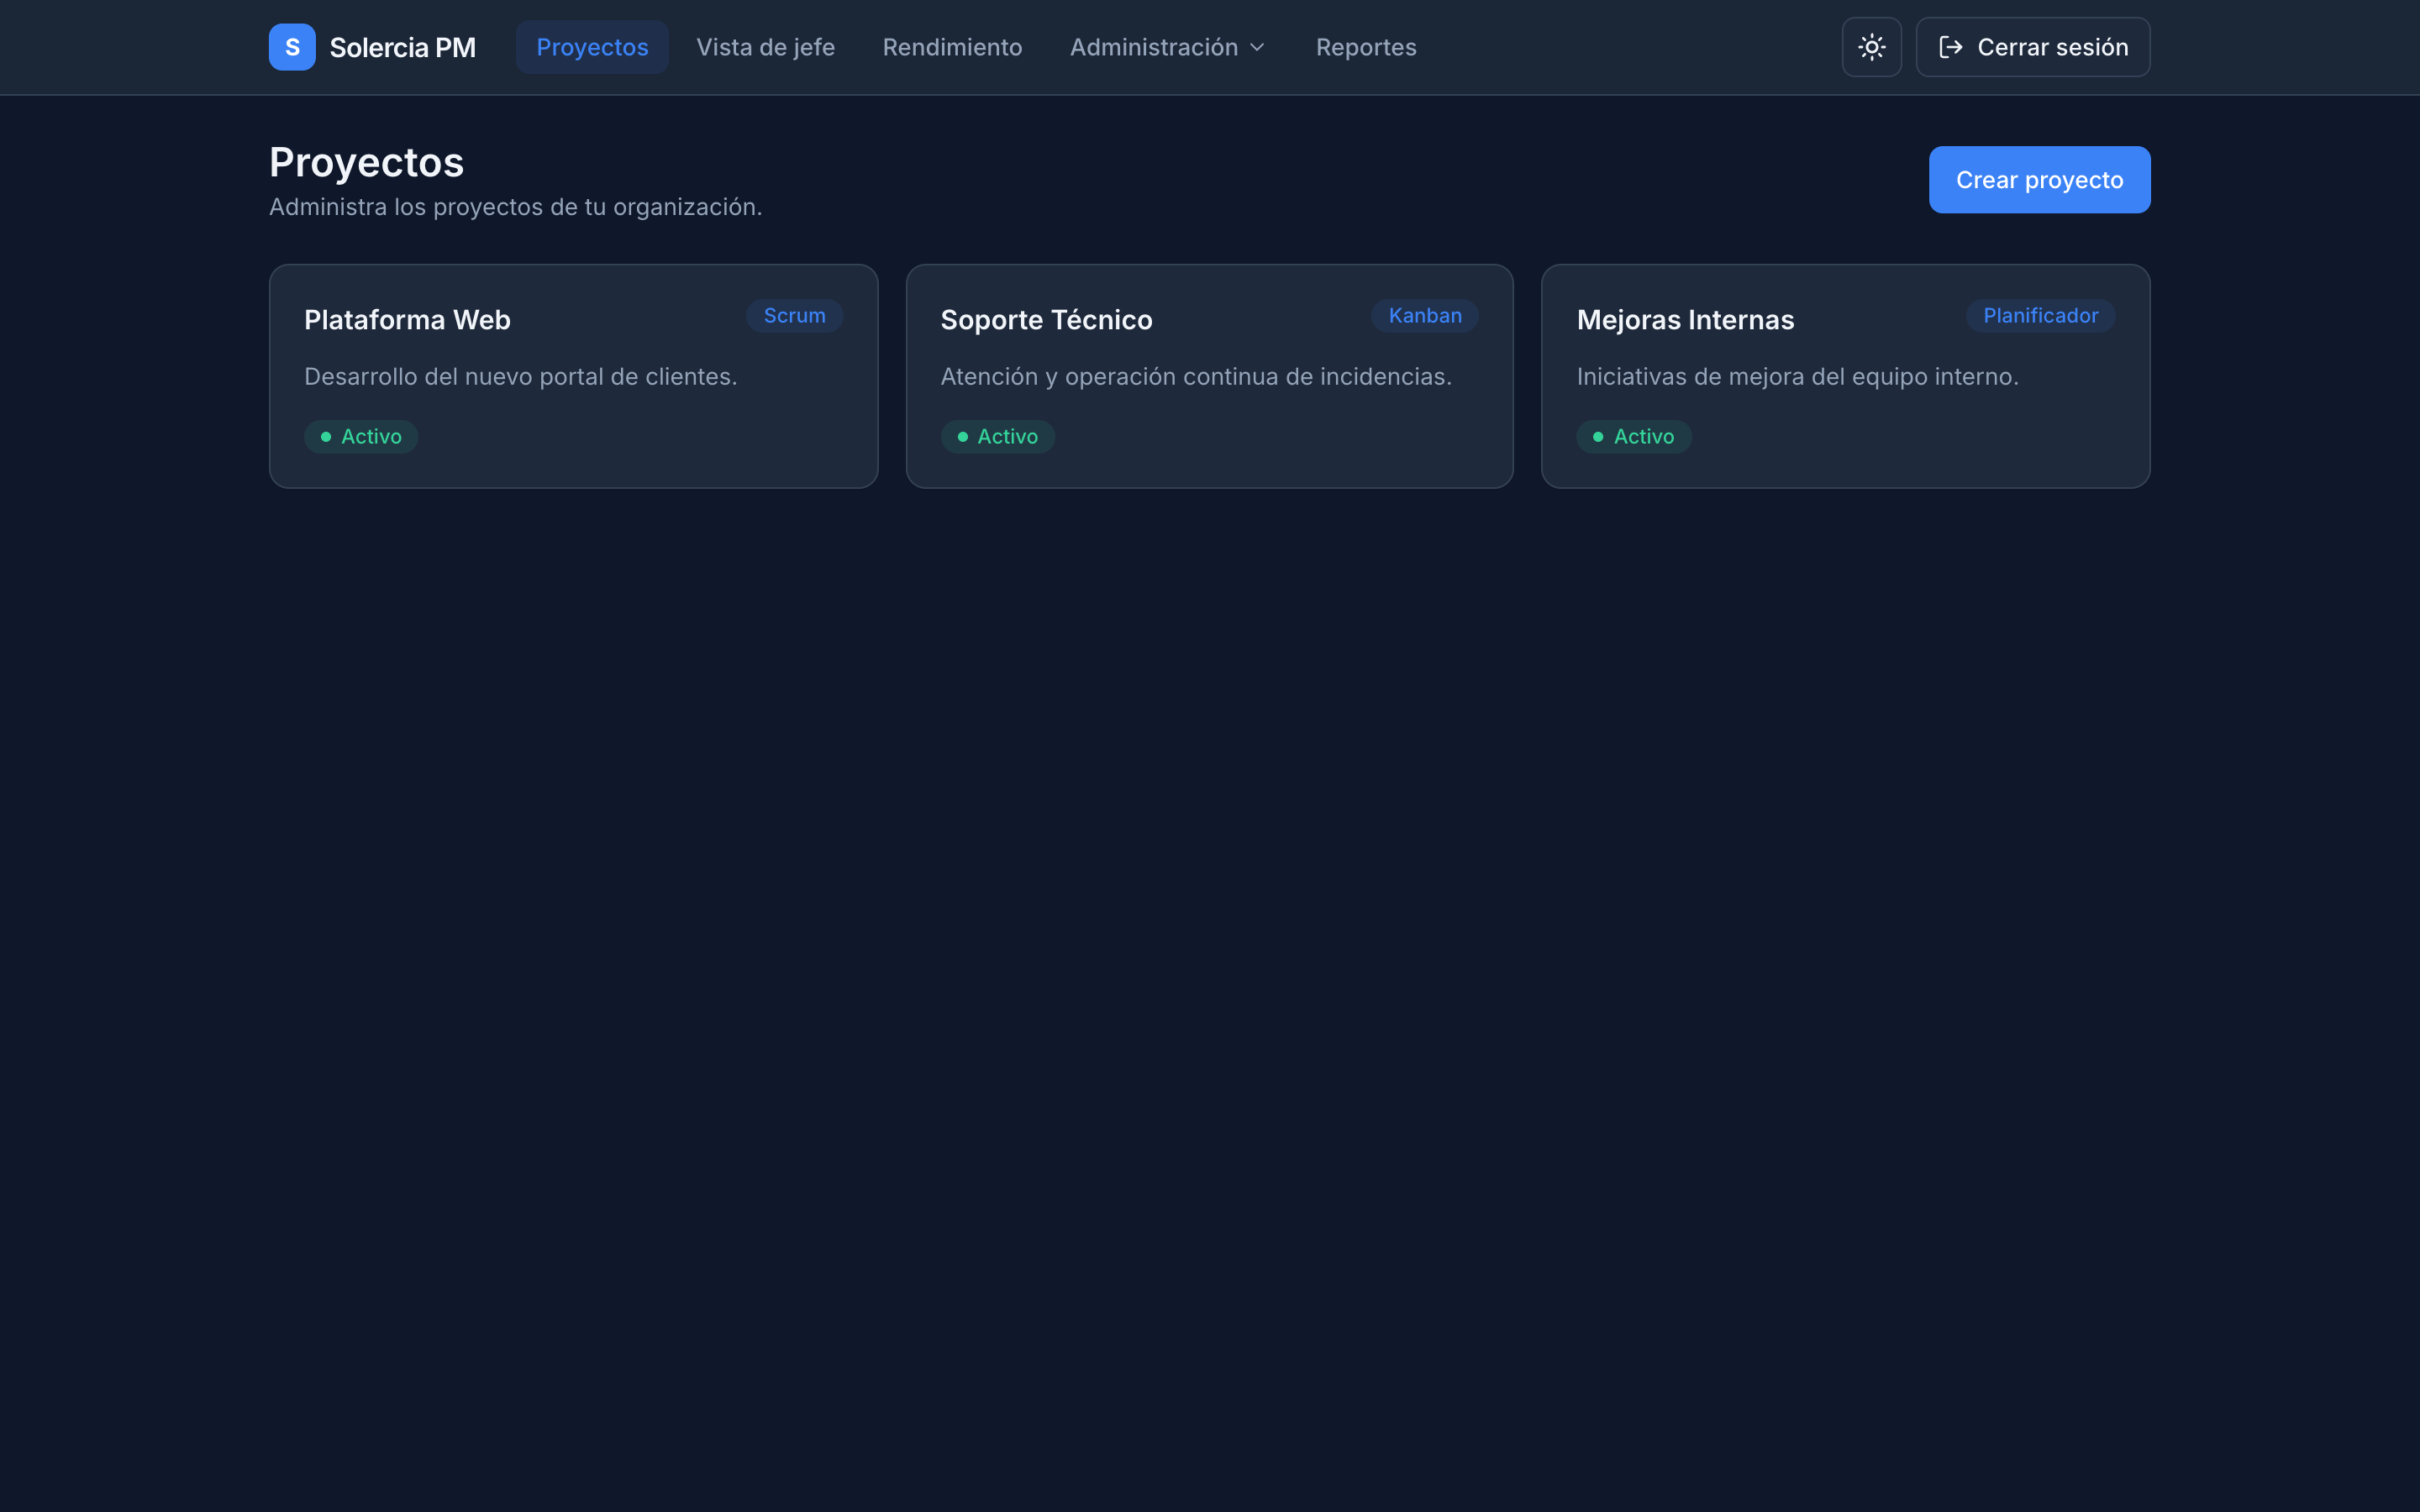 S Solercia PM Proyectos Vista de jefe Rendimiento Administración Reportes Cerrar sesión
Proyectos
Administra los proyectos de tu organización.
Crear proyecto
Plataforma Web Scrum
Desarrollo del nuevo portal de clientes.
Activo
Soporte Técnico Kanban
Atención y operación continua de incidencias.
Activo
Mejoras Internas Planificador
Iniciativas de mejora del equipo interno.
Activo